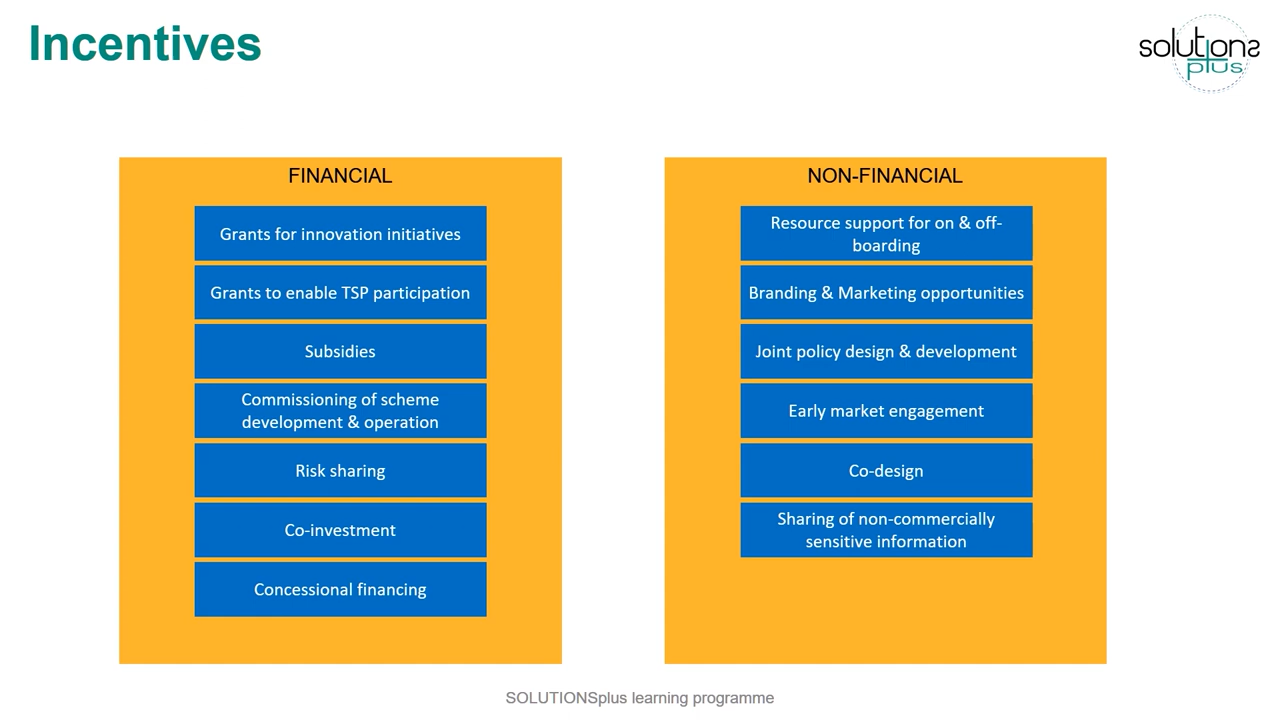 Incentives
solutions
plus
FINANCIAL
Grants for innovation initiatives
Grants to enable TSP participation
Subsidies
Commissioning of scheme
development & operation
Risk sharing
Co-investment
Concessional financing
NON-FINANCIAL
Resource support for on & off-
boarding
Branding & Marketing opportunities
Joint policy design & development
Early market engagement
Co-design
Sharing of non-commercially
sensitive information
SOLUTIONSplus learning programme